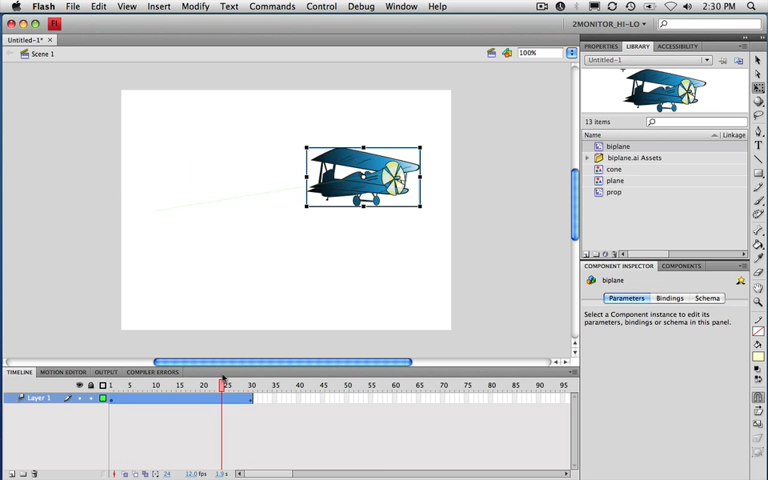 Flash File Edit View Insert Modify Text Commands Control Debug Window Help 2:30 PM
Fl 2MONITOR_HI-LO
Untitled-1*
Scene 1 100%
PROPERTIES LIBRARY ACCESSIBILITY
Untitled-1
13 items
Name Linkage
biplane
biplane.ai Assets
cone
plane
prop
COMPONENT INSPECTOR COMPONENTS
biplane
Parameters Bindings Schema
Select a Component instance to edit its
parameters, bindings or schema in this panel.
TIMELINE MOTION EDITOR OUTPUT COMPILER ERRORS
1 5 10 15 20 25 30 35 40 45 50 55 60 65 70 75 80 85 90 95
Layer 1
24 12.0 fps 1.9 s